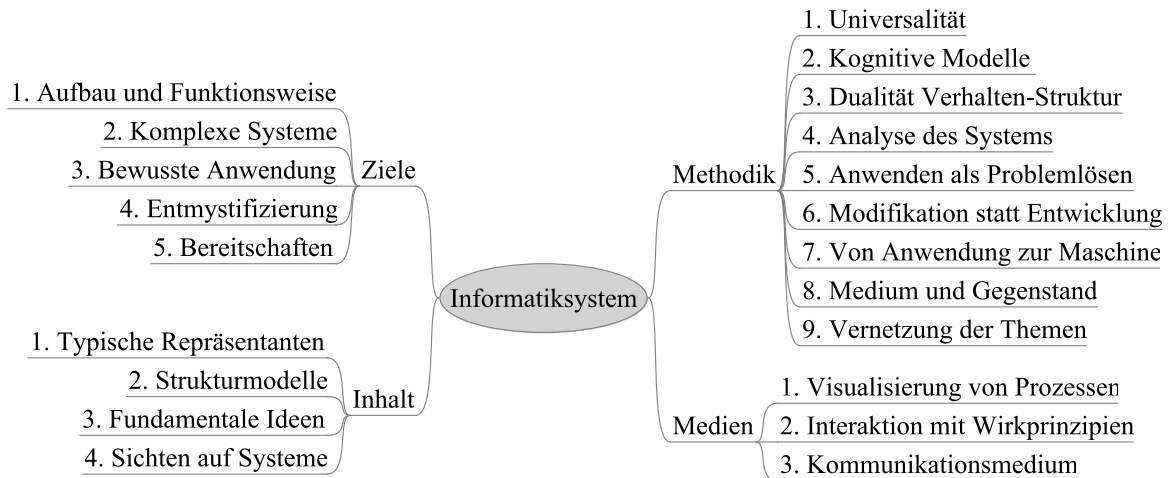 Informatiksystem
Ziele
1. Aufbau und Funktionsweise
2. Komplexe Systeme
3. Bewusste Anwendung
4. Entmystifizierung
5. Bereitschaften
Inhalt
1. Typische Repräsentanten
2. Strukturmodelle
3. Fundamentale Ideen
4. Sichten auf Systeme
Methodik
1. Universalität
2. Kognitive Modelle
3. Dualität Verhalten-Struktur
4. Analyse des Systems
5. Anwenden als Problemlösen
6. Modifikation statt Entwicklung
7. Von Anwendung zur Maschine
8. Medium und Gegenstand
9. Vernetzung der Themen
Medien
1. Visualisierung von Prozessen
2. Interaktion mit Wirkprinzipien
3. Kommunikationsmedium